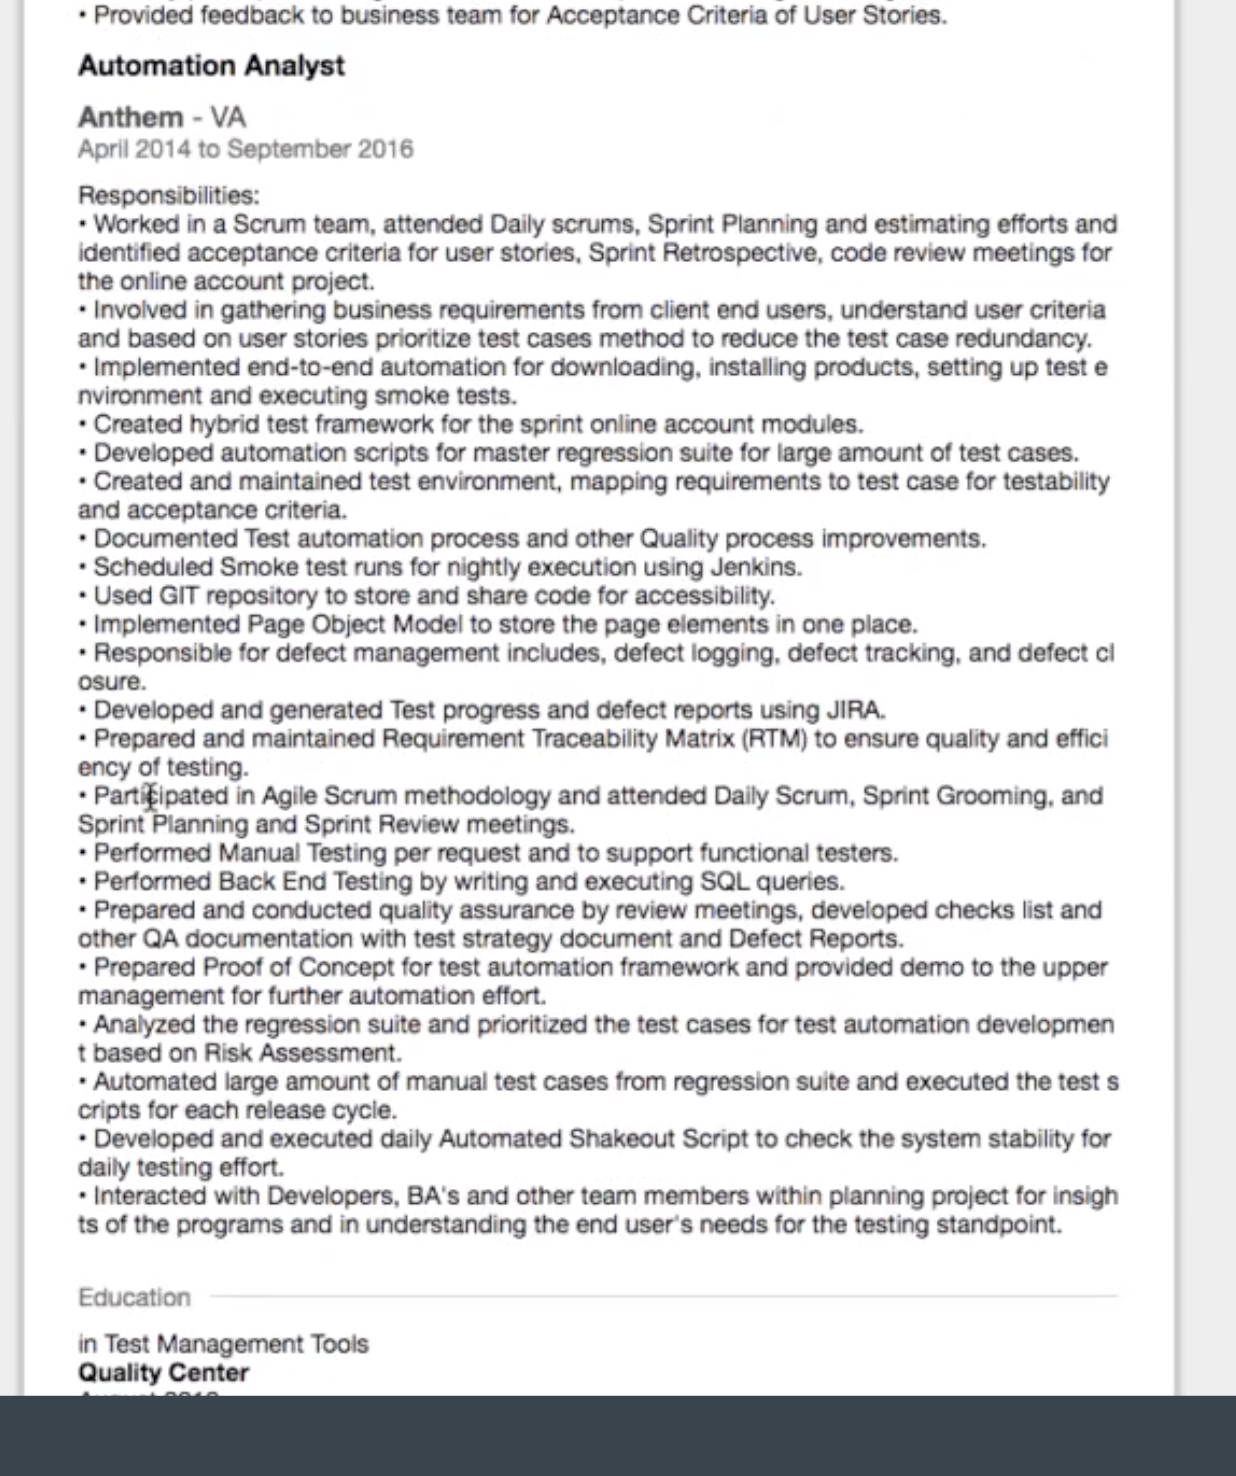 • Provided feedback to business team for Acceptance Criteria of User Stories.
Automation Analyst
Anthem - VA
April 2014 to September 2016
Responsibilities:
• Worked in a Scrum team, attended Daily scrums, Sprint Planning and estimating efforts and
identified acceptance criteria for user stories, Sprint Retrospective, code review meetings for
the online account project.
• Involved in gathering business requirements from client end users, understand user criteria
and based on user stories prioritize test cases method to reduce the test case redundancy.
• Implemented end-to-end automation for downloading, installing products, setting up test e
nvironment and executing smoke tests.
• Created hybrid test framework for the sprint online account modules.
• Developed automation scripts for master regression suite for large amount of test cases.
• Created and maintained test environment, mapping requirements to test case for testability
and acceptance criteria.
• Documented Test automation process and other Quality process improvements.
• Scheduled Smoke test runs for nightly execution using Jenkins.
• Used GIT repository to store and share code for accessibility.
• Implemented Page Object Model to store the page elements in one place.
• Responsible for defect management includes, defect logging, defect tracking, and defect cl
osure.
• Developed and generated Test progress and defect reports using JIRA.
• Prepared and maintained Requirement Traceability Matrix (RTM) to ensure quality and effici
ency of testing.
• Participated in Agile Scrum methodology and attended Daily Scrum, Sprint Grooming, and
Sprint Planning and Sprint Review meetings.
• Performed Manual Testing per request and to support functional testers.
• Performed Back End Testing by writing and executing SQL queries.
• Prepared and conducted quality assurance by review meetings, developed checks list and
other QA documentation with test strategy document and Defect Reports.
• Prepared Proof of Concept for test automation framework and provided demo to the upper
management for further automation effort.
• Analyzed the regression suite and prioritized the test cases for test automation developmen
t based on Risk Assessment.
• Automated large amount of manual test cases from regression suite and executed the test s
cripts for each release cycle.
• Developed and executed daily Automated Shakeout Script to check the system stability for
daily testing effort.
• Interacted with Developers, BA's and other team members within planning project for insigh
ts of the programs and in understanding the end user's needs for the testing standpoint.
Education
in Test Management Tools
Quality Center